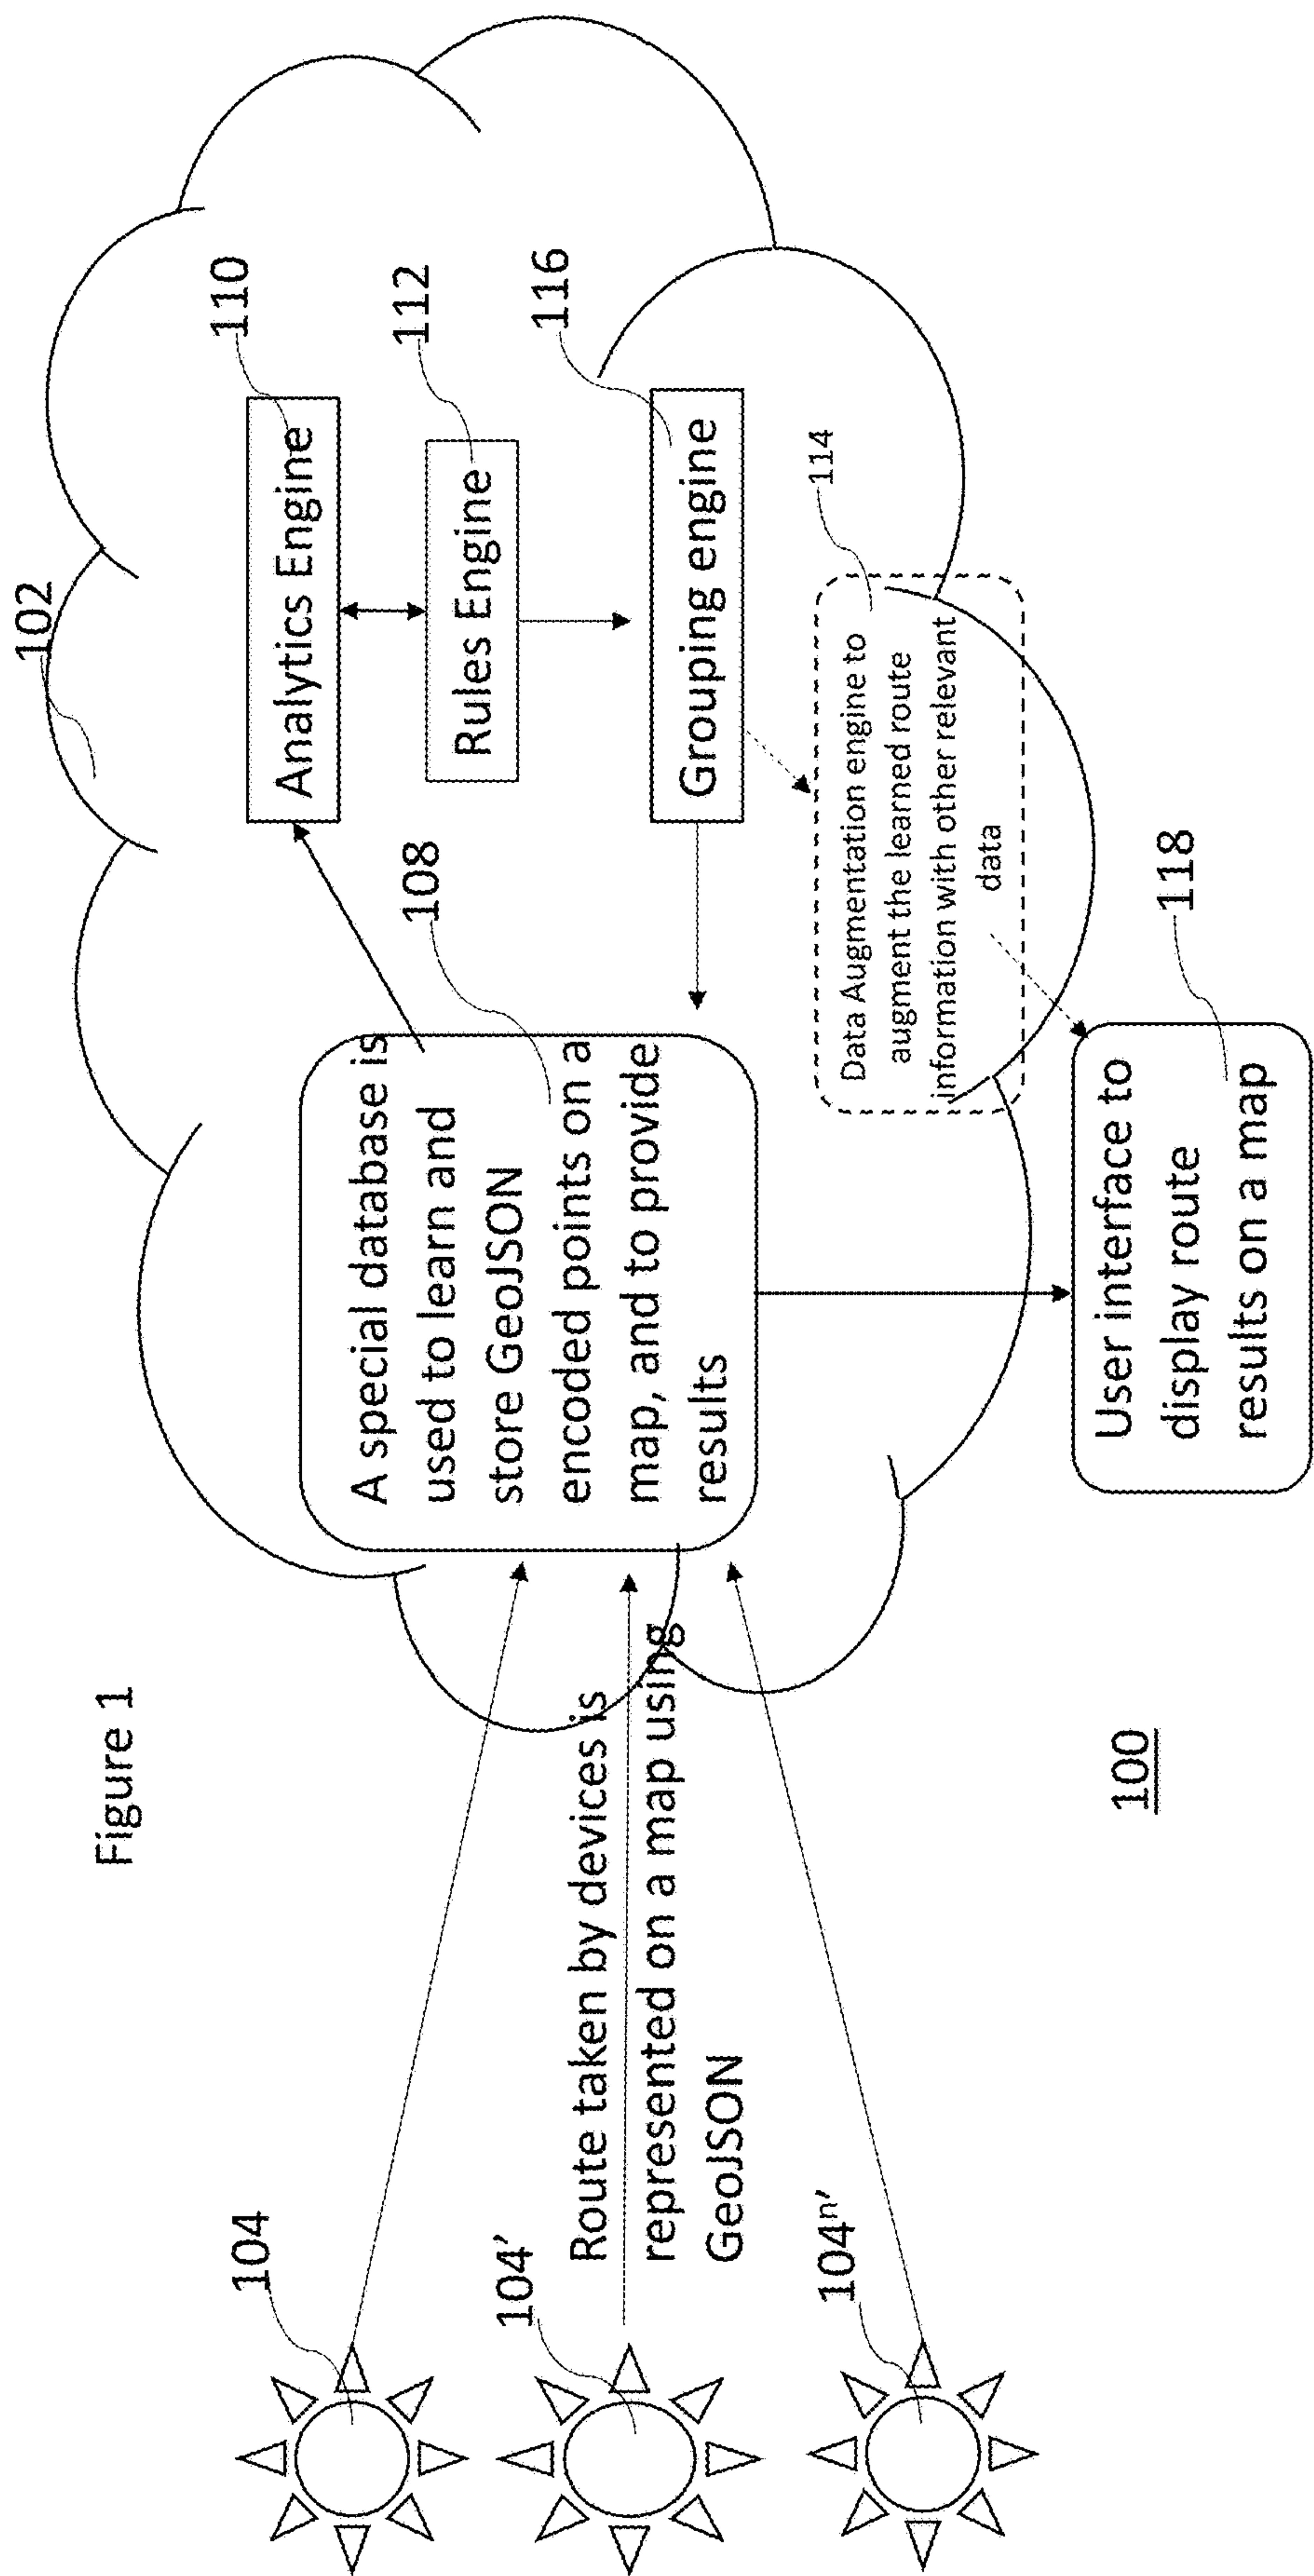 Figure 1
102
110
Analytics Engine
112
Rules Engine
116
Grouping engine
114
Data Augmentation engine to
augment the learned route
information with other relevant
data
108
A special database is
used to learn and
store GeoJSON
encoded points on a
map, and to provide
results
104
104'
104n'
Route taken by devices is
represented on a map using
GeoJSON
118
User interface to
display route
results on a map
100